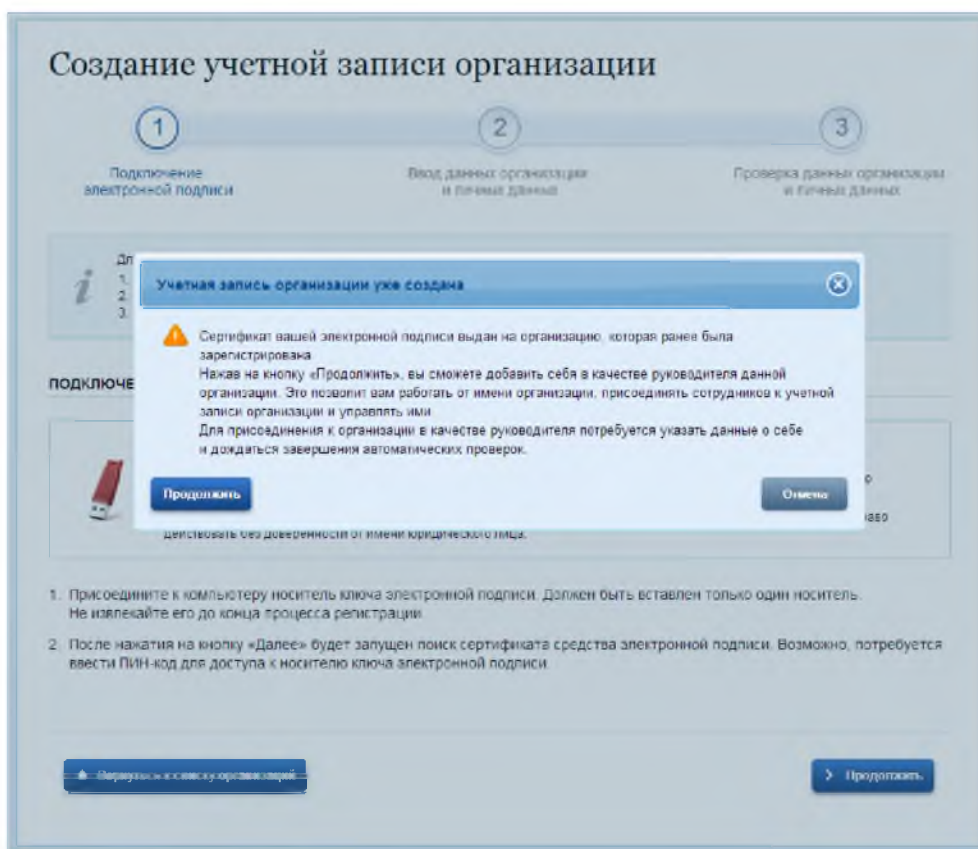 Создание учетной записи организации
1
2
3
Подключение
электронной подписи
Ввод данных организации
и личных данных
Проверка данных организации
и личных данных
Дл
1.
2.
3.
Учетная запись организации уже создана
Сертификат вашей электронной подписи выдан на организацию, которая ранее была
зарегистрирована
Нажав на кнопку «Продолжить», вы сможете добавить себя в качестве руководителя данной
организации. Это позволит вам работать от имени организации, присоединять сотрудников к учетной
записи организации и управлять ими
Для присоединения к организации в качестве руководителя потребуется указать данные о себе
и дождаться завершения автоматических проверок.
Продолжить
Отмена
ПОДКЛЮЧЕ
о
раво
действовать без доверенности от имени юридического лица.
1. Присоедините к компьютеру носитель ключа электронной подписи. Должен быть вставлен только один носитель.
Не извлекайте его до конца процесса регистрации
2. После нажатия на кнопку «Далее» будет запущен поиск сертификата средства электронной подписи. Возможно, потребуется
ввести ПИН-код для доступа к носителю ключа электронной подписи
Вернуться к списку организаций
Продолжить